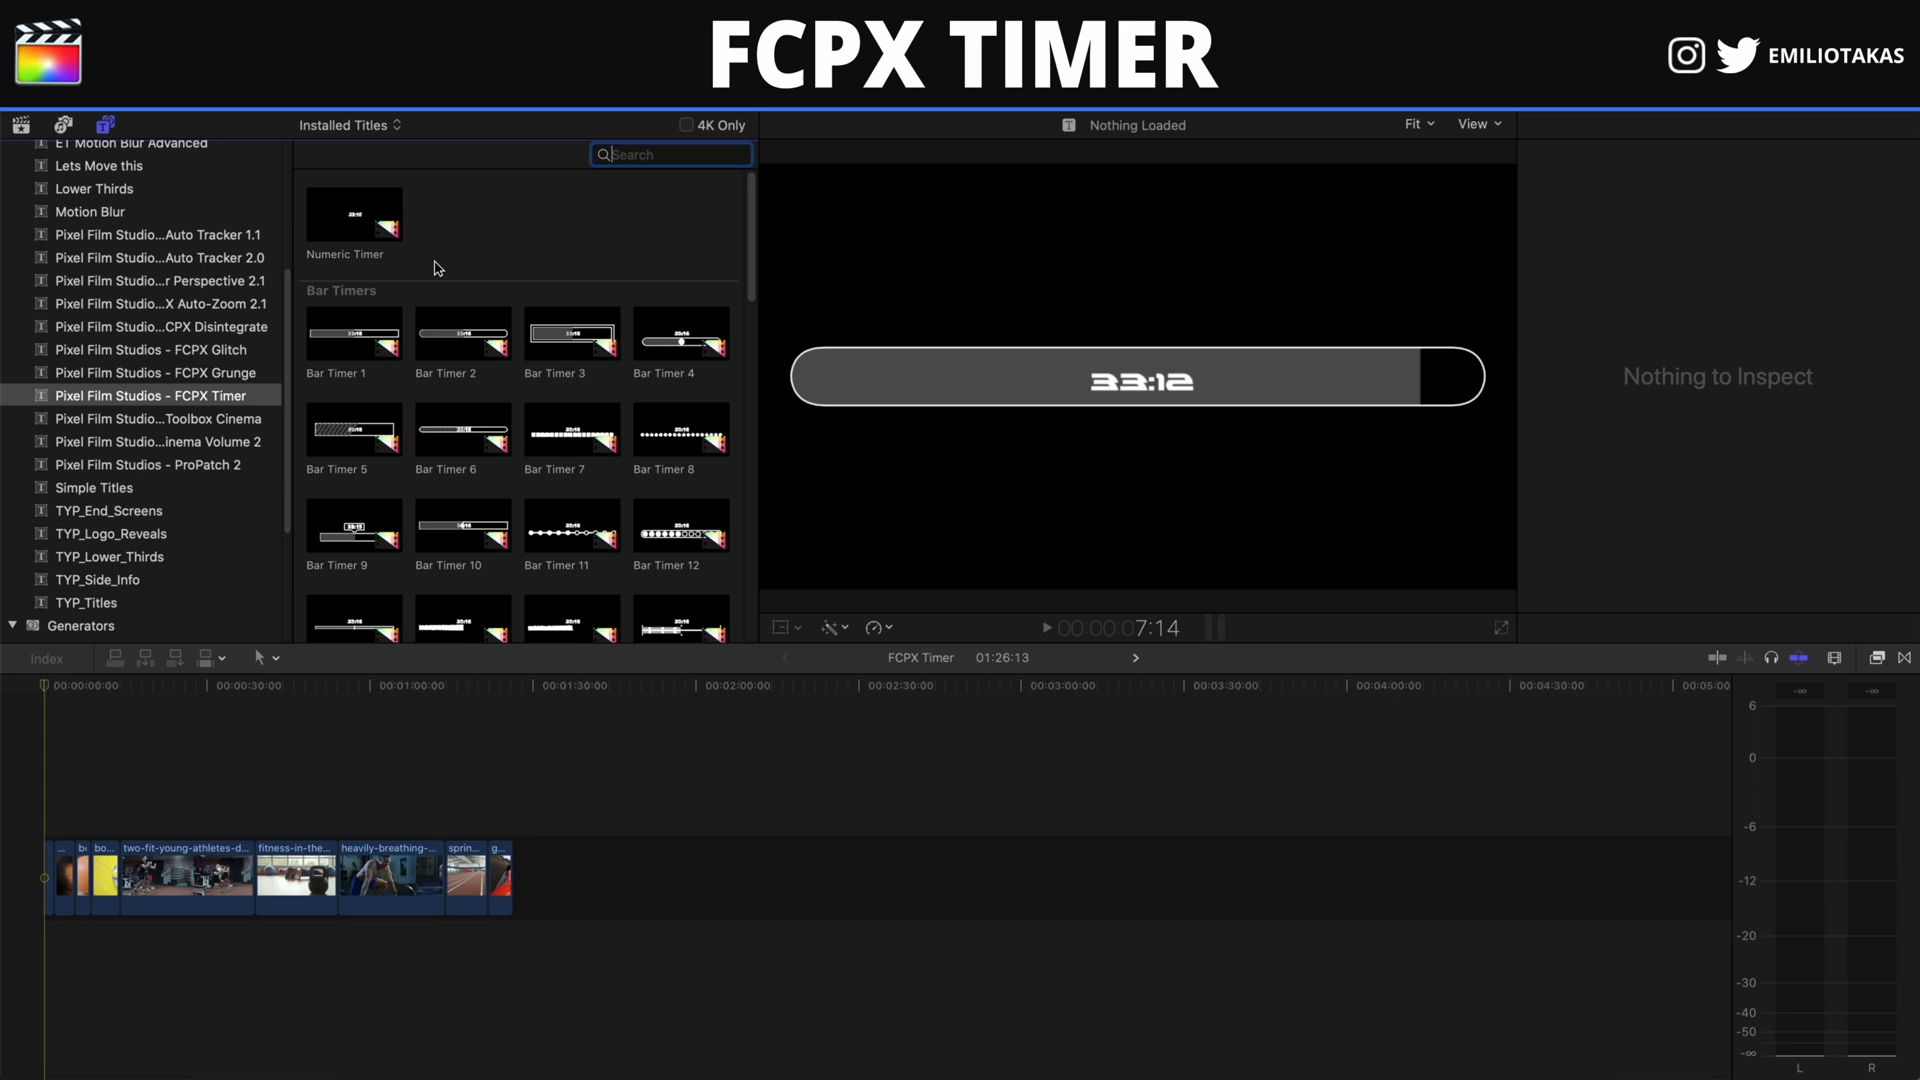 FCPX TIMER
EMILIOTAKAS
Installed Titles
4K Only
Nothing Loaded
Fit
View
ET Motion Blur Advanced
Lets Move this
Lower Thirds
Motion Blur
Pixel Film Studio...Auto Tracker 1.1
Pixel Film Studio...Auto Tracker 2.0
Pixel Film Studio...r Perspective 2.1
Pixel Film Studio...X Auto-Zoom 2.1
Pixel Film Studio...CPX Disintegrate
Pixel Film Studios - FCPX Glitch
Pixel Film Studios - FCPX Grunge
Pixel Film Studios - FCPX Timer
Pixel Film Studio...Toolbox Cinema
Pixel Film Studio...inema Volume 2
Pixel Film Studios - ProPatch 2
Simple Titles
TYP_End_Screens
TYP_Logo_Reveals
TYP_Lower_Thirds
TYP_Side_Info
TYP_Titles
Generators
Search
Numeric Timer
Bar Timers
Bar Timer 1
Bar Timer 2
Bar Timer 3
Bar Timer 4
Bar Timer 5
Bar Timer 6
Bar Timer 7
Bar Timer 8
Bar Timer 9
Bar Timer 10
Bar Timer 11
Bar Timer 12
33:12
00:00:07:14
Nothing to Inspect
Index
FCPX Timer
01:26:13
00:00:00:00
00:00:30:00
00:01:00:00
00:01:30:00
00:02:00:00
00:02:30:00
00:03:00:00
00:03:30:00
00:04:00:00
00:04:30:00
00:05:00
...
bo...
two-fit-young-athletes-d...
fitness-in-the...
heavily-breathing-...
sprin...
g...
-∞
-∞
6
0
-6
-12
-20
-30
-40
-50
-∞
L
R